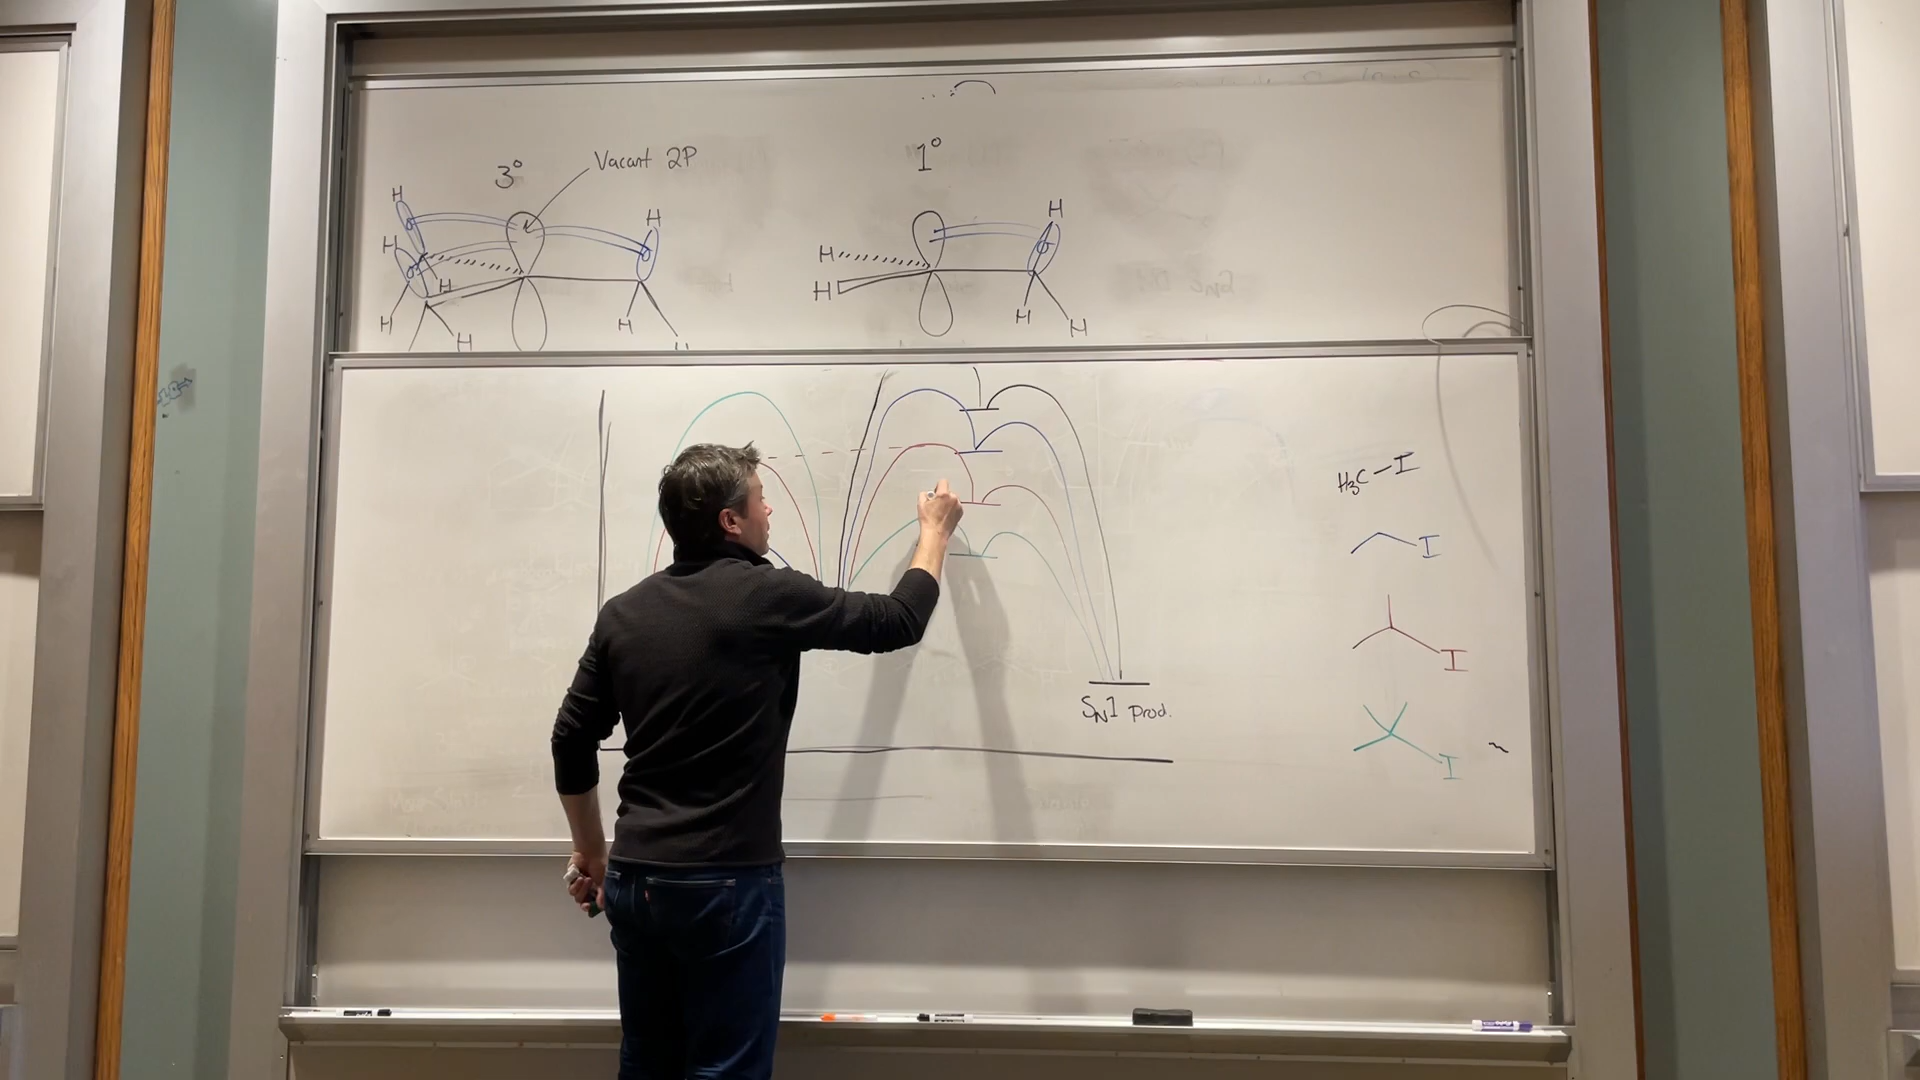 3° Vacant 2P 1°
H H H
H H
H H
H H H H
H H
H₃C-I
I
I
SN1 prod.
I